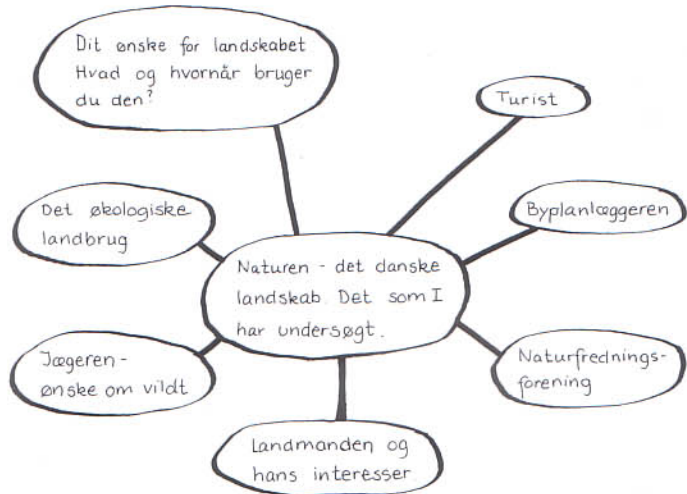 Dit ønske for landskabet
Hvad og hvornår bruger
du den?
Turist
Det økologiske
landbrug
Byplanlæggeren
Naturen - det danske
landskab. Det som I
har undersøgt.
Jægeren-
ønske om vildt
Naturfrednings-
forening
Landmanden og
hans interesser